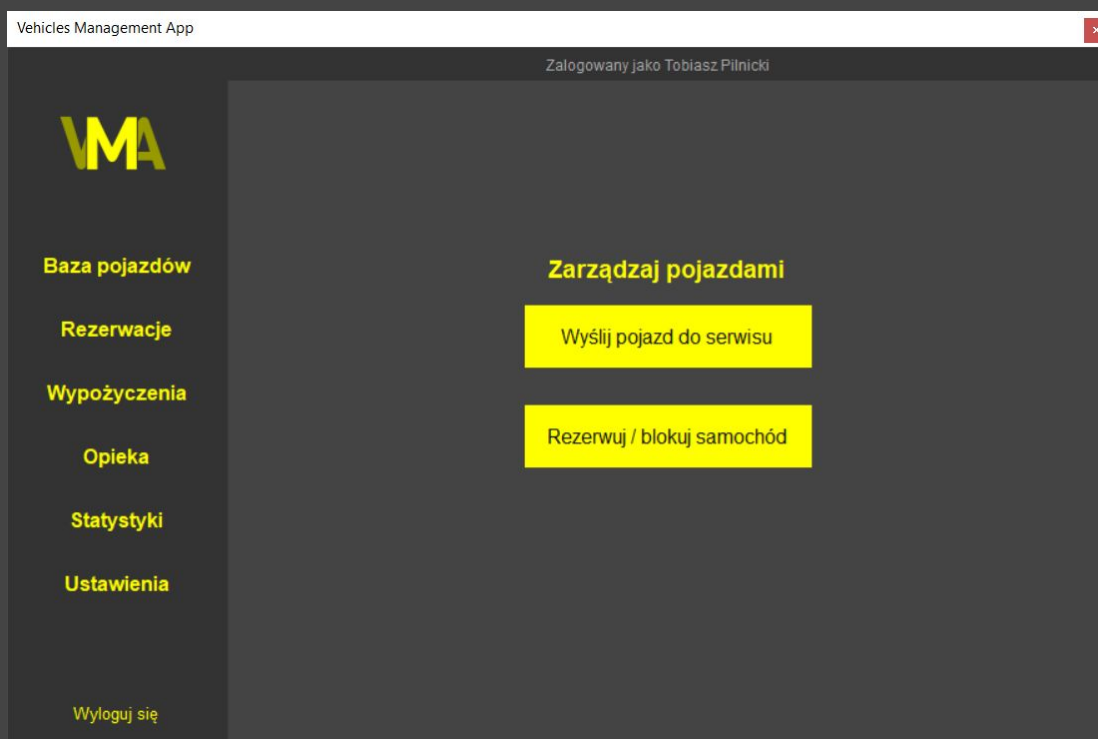 Vehicles Management App
Zalogowany jako Tobiasz Pilnicki
VMA
Baza pojazdów
Rezerwacje
Wypożyczenia
Opieka
Statystyki
Ustawienia
Wyloguj się
Zarządzaj pojazdami
Wyślij pojazd do serwisu
Rezerwuj / blokuj samochód